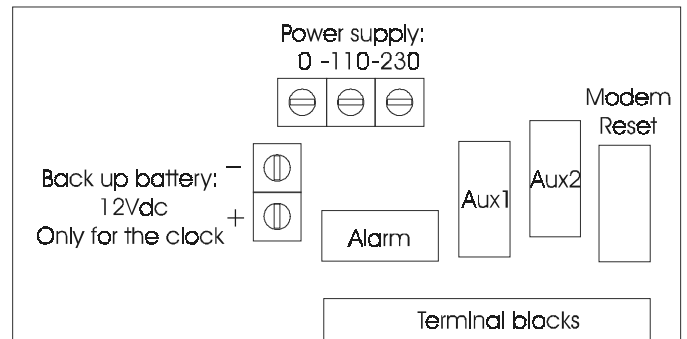 Power supply:
0 -110-230
Modem
Reset
Back up battery:
12Vdc
Only for the clock
-
+
Aux1
Aux2
Alarm
Terminal blocks